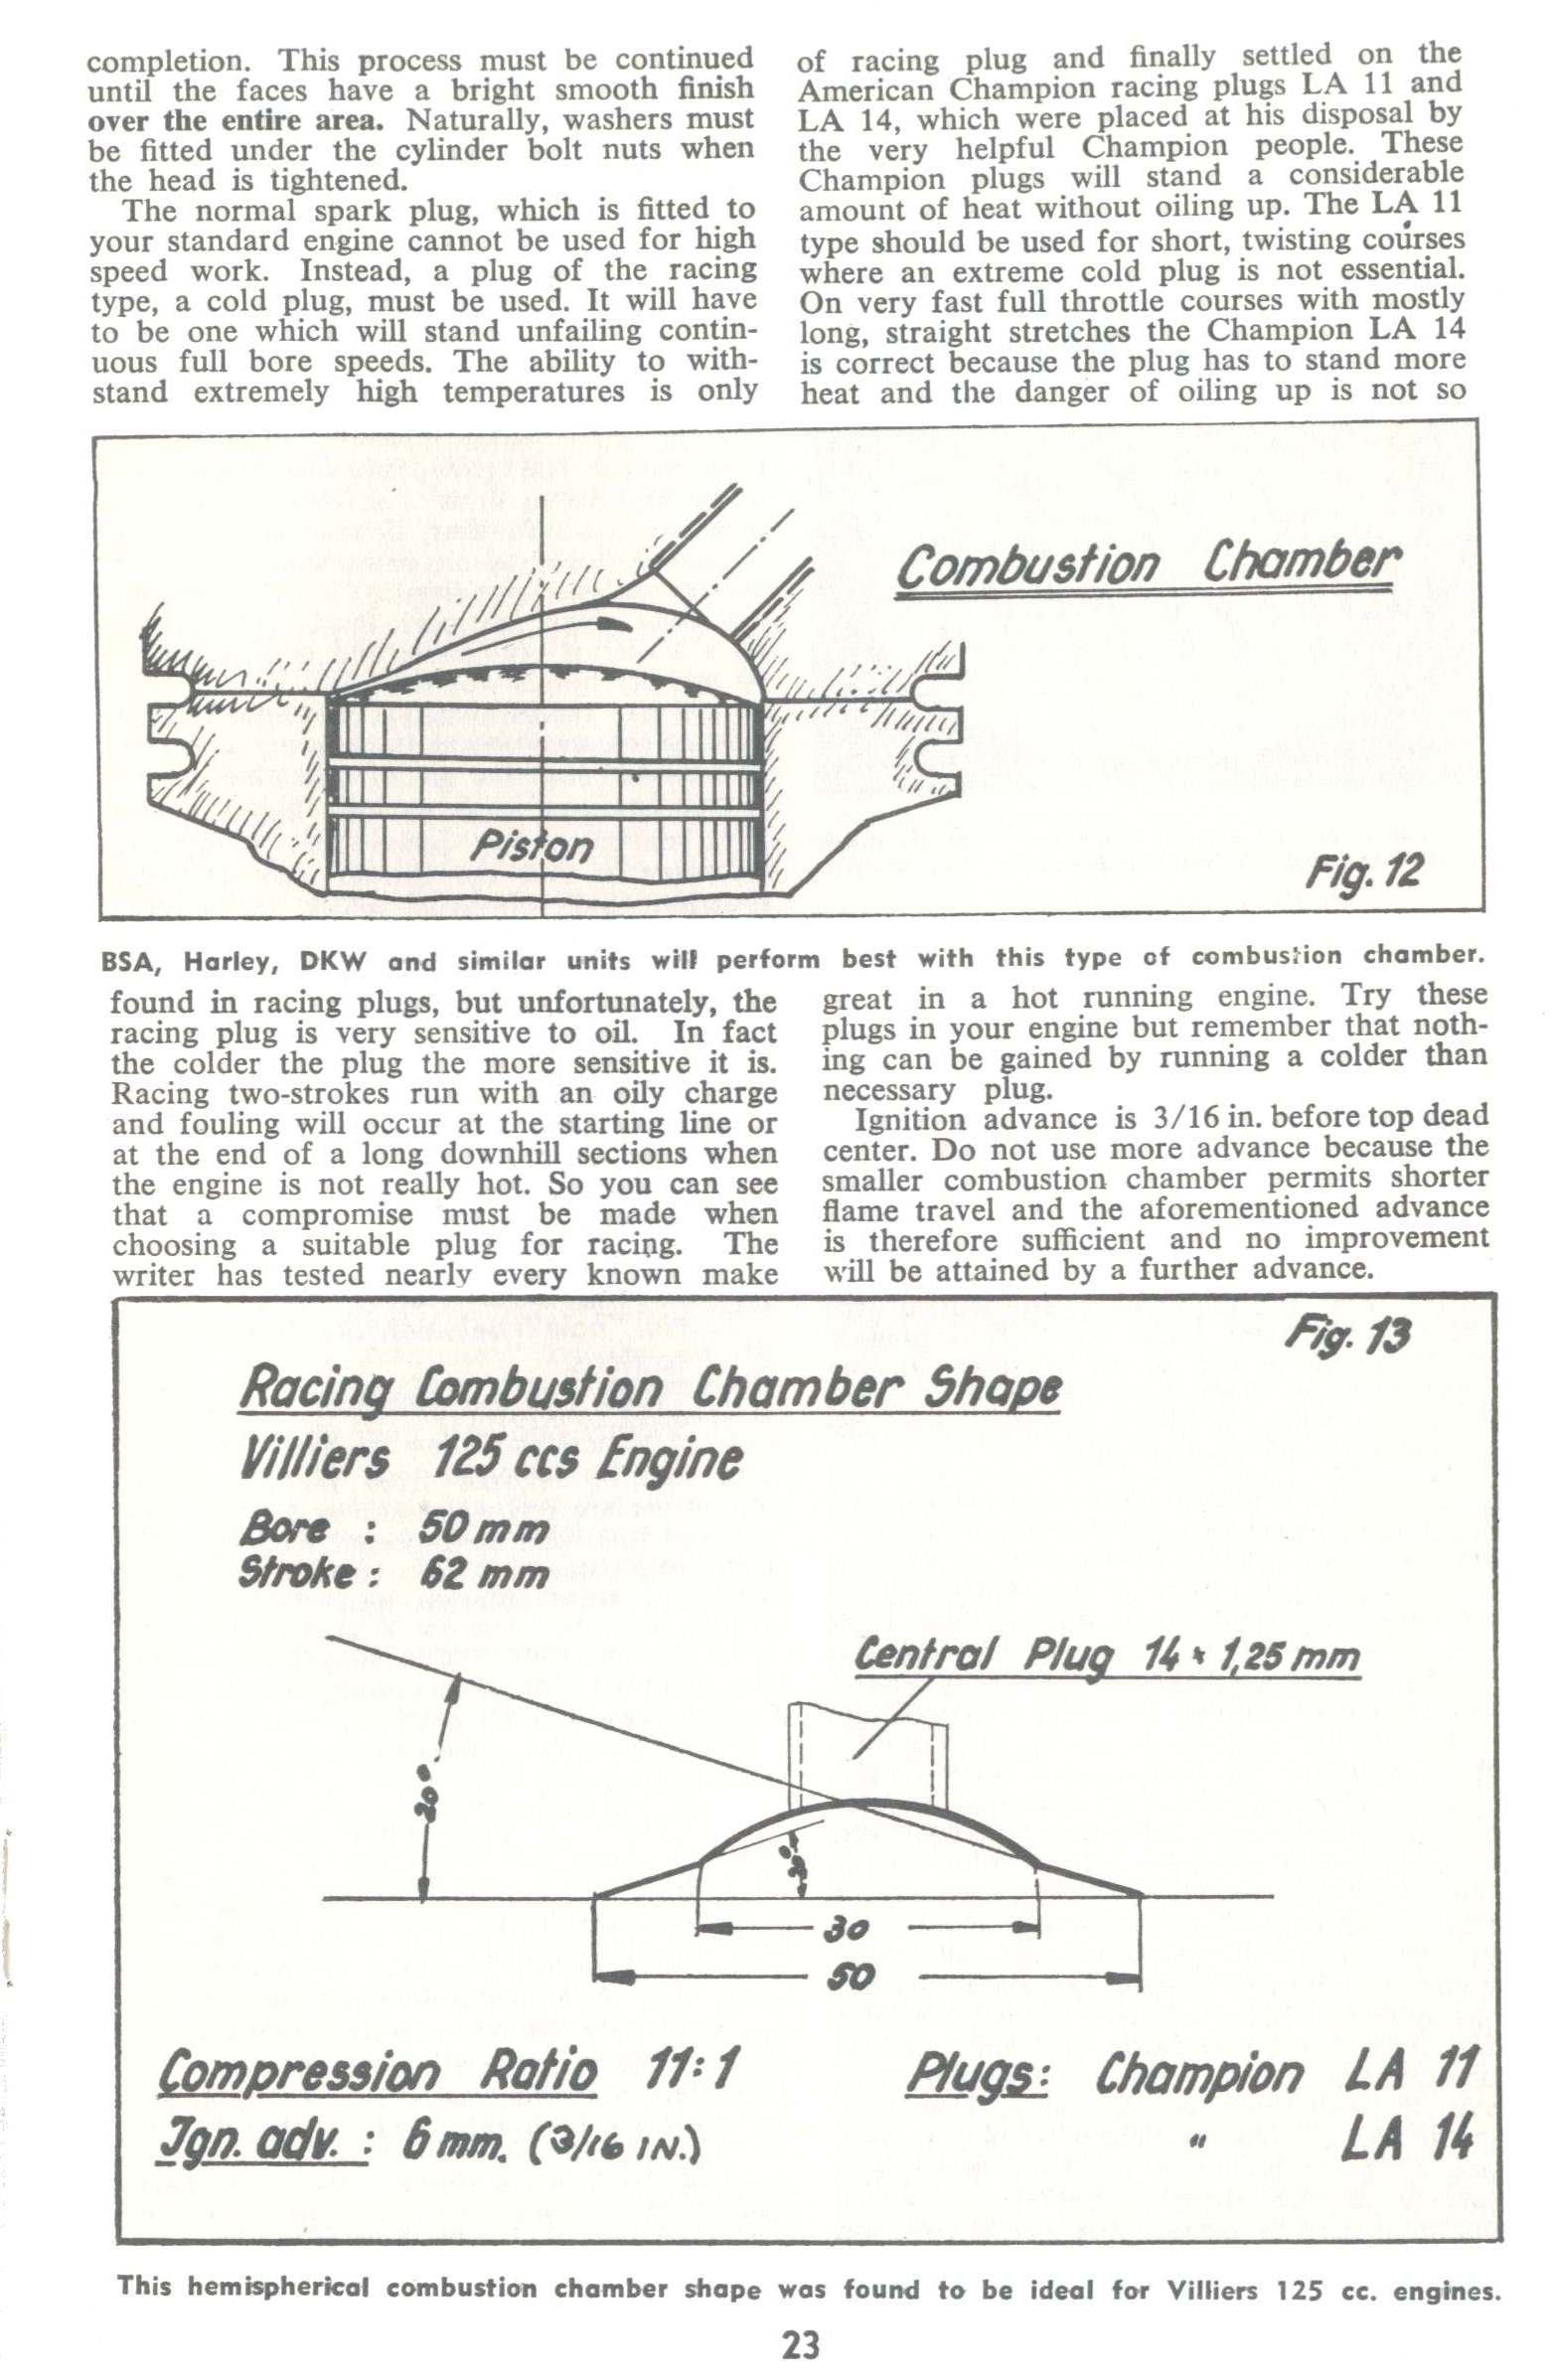 completion. This process must be continued
until the faces have a bright smooth finish
over the entire area. Naturally, washers must
be fitted under the cylinder bolt nuts when
the head is tightened.
The normal spark plug, which is fitted to
your standard engine cannot be used for high
speed work. Instead, a plug of the racing
type, a cold plug, must be used. It will have
to be one which will stand unfailing contin-
uous full bore speeds. The ability to with-
stand extremely high temperatures is only
of racing plug and finally settled on the
American Champion racing plugs LA 11 and
LA 14, which were placed at his disposal by
the very helpful Champion people. These
Champion plugs will stand a considerable
amount of heat without oiling up. The LA 11
type should be used for short, twisting courses
where an extreme cold plug is not essential.
On very fast full throttle courses with mostly
long, straight stretches the Champion LA 14
is correct because the plug has to stand more
heat and the danger of oiling up is not so
Combustion Chamber
Piston
Fig. 12
BSA, Harley, DKW and similar units will perform best with this type of combustion chamber.
found in racing plugs, but unfortunately, the
racing plug is very sensitive to oil. In fact
the colder the plug the more sensitive it is.
Racing two-strokes run with an oily charge
and fouling will occur at the starting line or
at the end of a long downhill sections when
the engine is not really hot. So you can see
that a compromise must be made when
choosing a suitable plug for racing. The
writer has tested nearly every known make
great in a hot running engine. Try these
plugs in your engine but remember that noth-
ing can be gained by running a colder than
necessary plug.
Ignition advance is 3/16 in. before top dead
center. Do not use more advance because the
smaller combustion chamber permits shorter
flame travel and the aforementioned advance
is therefore sufficient and no improvement
will be attained by a further advance.
Fig. 13
Racing Combustion Chamber Shape
Villiers 125 ccs Engine
Bore : 50 mm
Stroke : 62 mm
Central Plug 14 × 1,25 mm
20°
30
50
Compression Ratio 11:1
Plugs: Champion LA 11
Ign. adv. : 6 mm. (3/16 IN.)
" LA 14
This hemispherical combustion chamber shape was found to be ideal for Villiers 125 cc. engines.
23